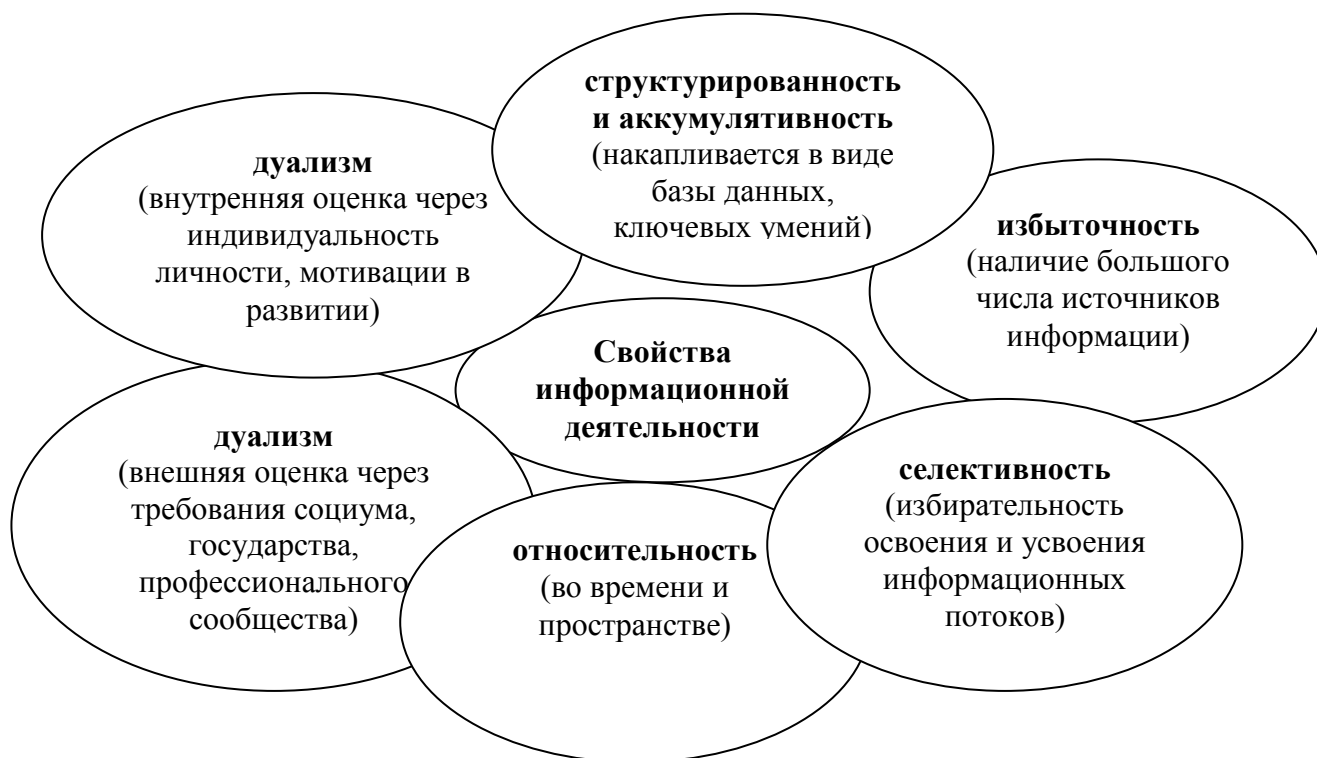 структурированность
и аккумулятивность
(накапливается в виде
базы данных,
ключевых умений)
дуализм
(внутренняя оценка через
индивидуальность
личности, мотивации в
развитии)
избыточность
(наличие большого
числа источников
информации)
Свойства
информационной
деятельности
дуализм
(внешняя оценка через
требования социума,
государства,
профессионального
сообщества)
относительность
(во времени и
пространстве)
селективность
(избирательность
освоения и усвоения
информационных
потоков)